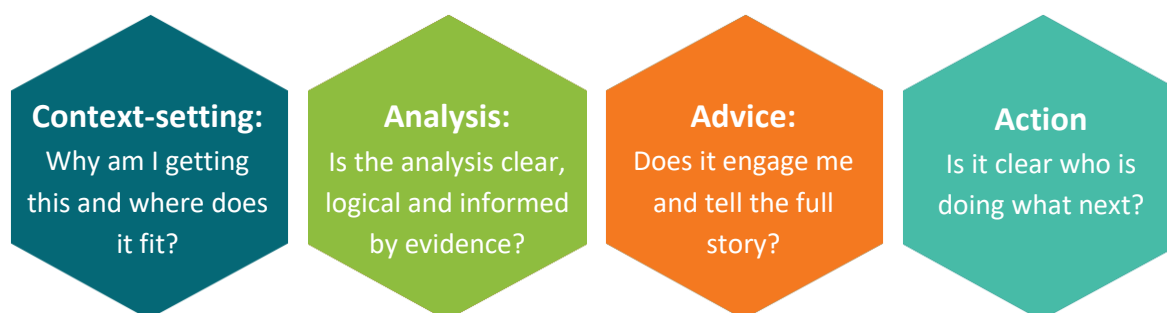 Context-setting:
Why am I getting
this and where does
it fit?
Analysis:
Is the analysis clear,
logical and informed
by evidence?
Advice:
Does it engage me
and tell the full
story?
Action
Is it clear who is
doing what next?